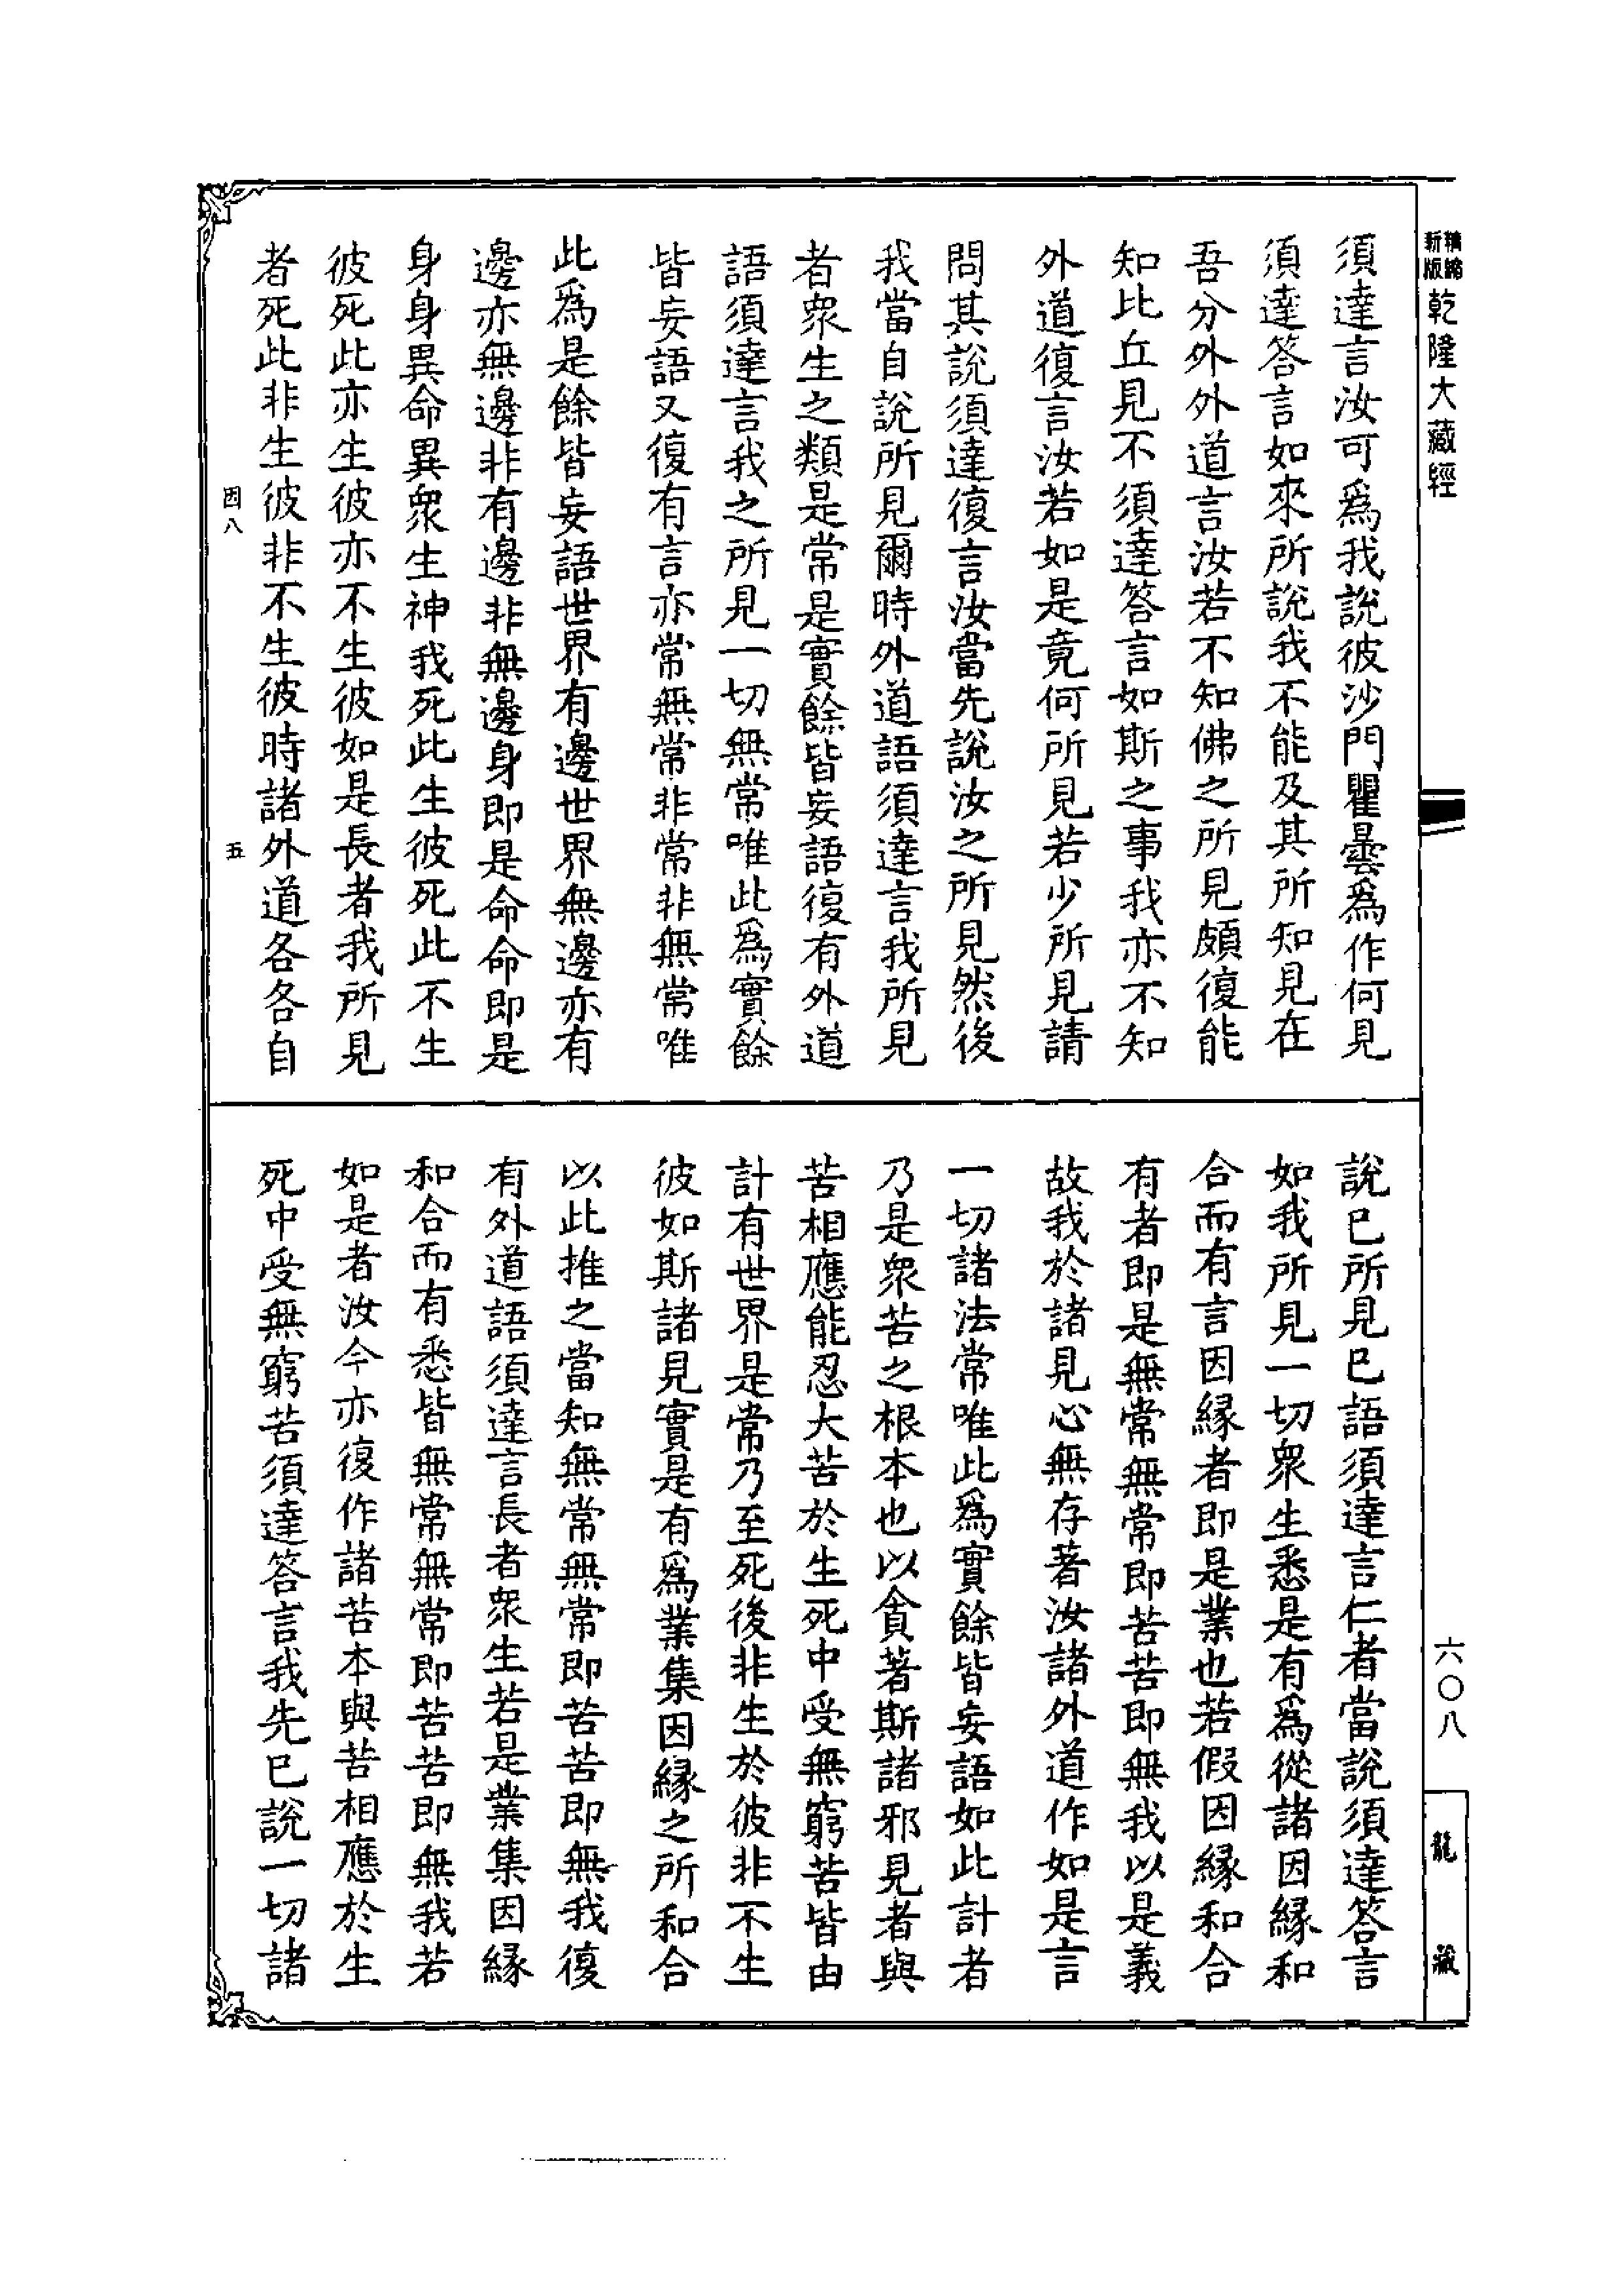 新版精縮乾隆大藏經
六〇八
龍藏
須達言汝可爲我說彼沙門瞿曇爲作何見
須達答言如來所說我不能及其所知見在
吾分外外道言汝若不知佛之所見頗復能
知比丘見不須達答言如斯之事我亦不知
外道復言汝若如是竟何所見若少所見請
問其說須達復言汝當先說汝之所見然後
我當自說所見爾時外道語須達言我所見
者衆生之類是常是實餘皆妄語復有外道
語須達言我之所見一切無常唯此爲實餘
皆妄語又復有言亦常無常非常非無常唯
此爲是餘皆妄語世界有邊世界無邊亦有
邊亦無邊非有邊非無邊身即是命命即是
身身異命異衆生神我死此生彼死此不生
彼死此亦生彼亦不生彼如是長者我所見
者死此非生彼非不生彼時諸外道各各自
說已所見已語須達言仁者當說須達答言
如我所見一切衆生悉是有爲從諸因緣和
合而有言因緣者即是業也若假因緣和合
有者即是無常無常即苦苦即無我以是義
故我於諸見心無存著汝諸外道作如是言
一切諸法常唯此爲實餘皆妄語如此計者
乃是衆苦之根本也以貪著斯諸邪見者與
苦相應能忍大苦於生死中受無窮苦皆由
計有世界是常乃至死後非生於彼非不生
彼如斯諸見實是有爲業集因緣之所和合
以此推之當知無常無常即苦苦即無我復
有外道語須達言長者衆生若是業集因緣
和合而有悉皆無常無常即苦苦即無我若
如是者汝今亦復作諸苦本與苦相應於生
死中受無窮苦須達答言我先已說一切諸
四八
五